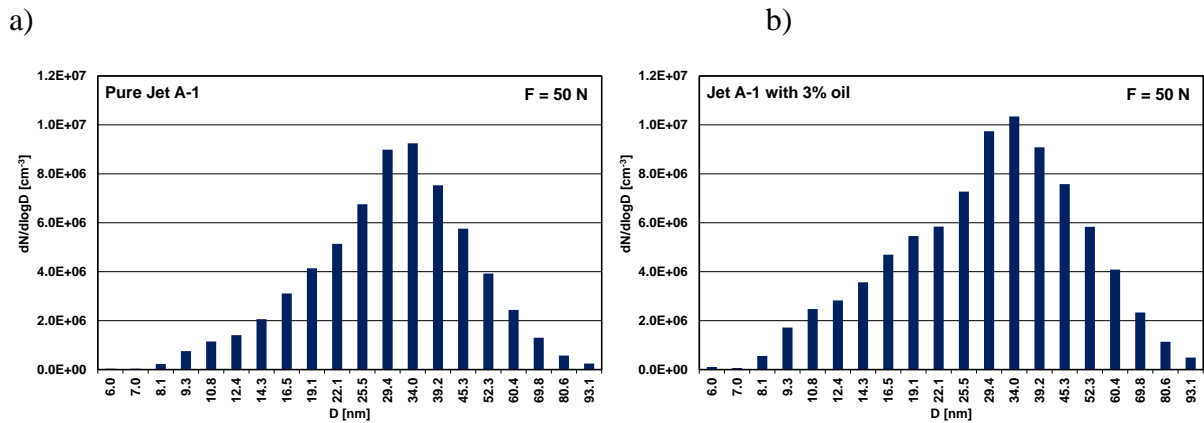 a)
b)
Pure Jet A-1
F = 50 N
dN/dlogD [cm-3]
1.2E+07
1.0E+07
8.0E+06
6.0E+06
4.0E+06
2.0E+06
0.0E+00
6.0 7.0 8.1 9.3 10.8 12.4 14.3 16.5 19.1 22.1 25.5 29.4 34.0 39.2 45.3 52.3 60.4 69.8 80.6 93.1
D [nm]
Jet A-1 with 3% oil
F = 50 N
dN/dlogD [cm-3]
1.2E+07
1.0E+07
8.0E+06
6.0E+06
4.0E+06
2.0E+06
0.0E+00
6.0 7.0 8.1 9.3 10.8 12.4 14.3 16.5 19.1 22.1 25.5 29.4 34.0 39.2 45.3 52.3 60.4 69.8 80.6 93.1
D [nm]